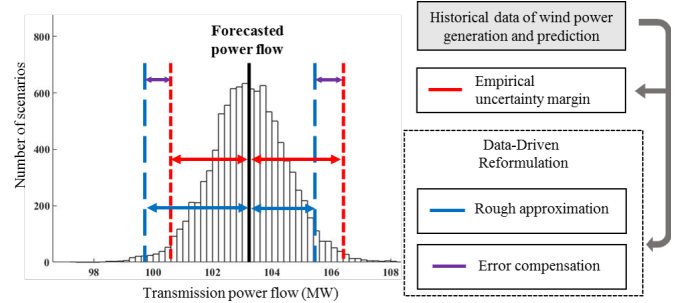 Forecasted
power flow
Number of scenarios
800
600
400
200
0
98
100
102
104
106
108
Transmission power flow (MW)
Historical data of wind power
generation and prediction
Empirical
uncertainty margin
Data-Driven
Reformulation
Rough approximation
Error compensation